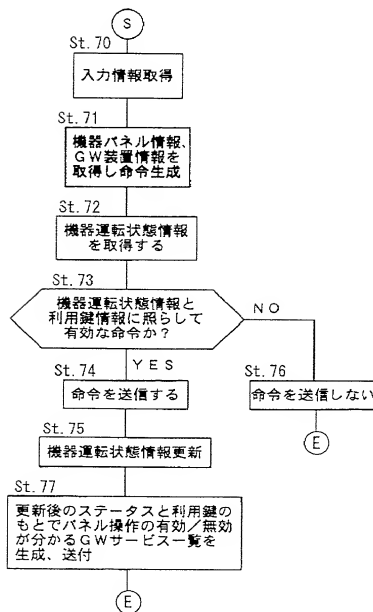 S
St.70
入力情報取得
St.71
機器パネル情報、
GW装置情報を
取得し命令生成
St.72
機器運転状態情報
を取得する
St.73
機器運転状態情報と
利用鍵情報に照らして
有効な命令か?
NO
YES
St.74
命令を送信する
St.76
命令を送信しない
E
St.75
機器運転状態情報更新
St.77
更新後のステータスと利用鍵の
もとでパネル操作の有効/無効
が分かるGWサービス一覧を
生成、送付
E